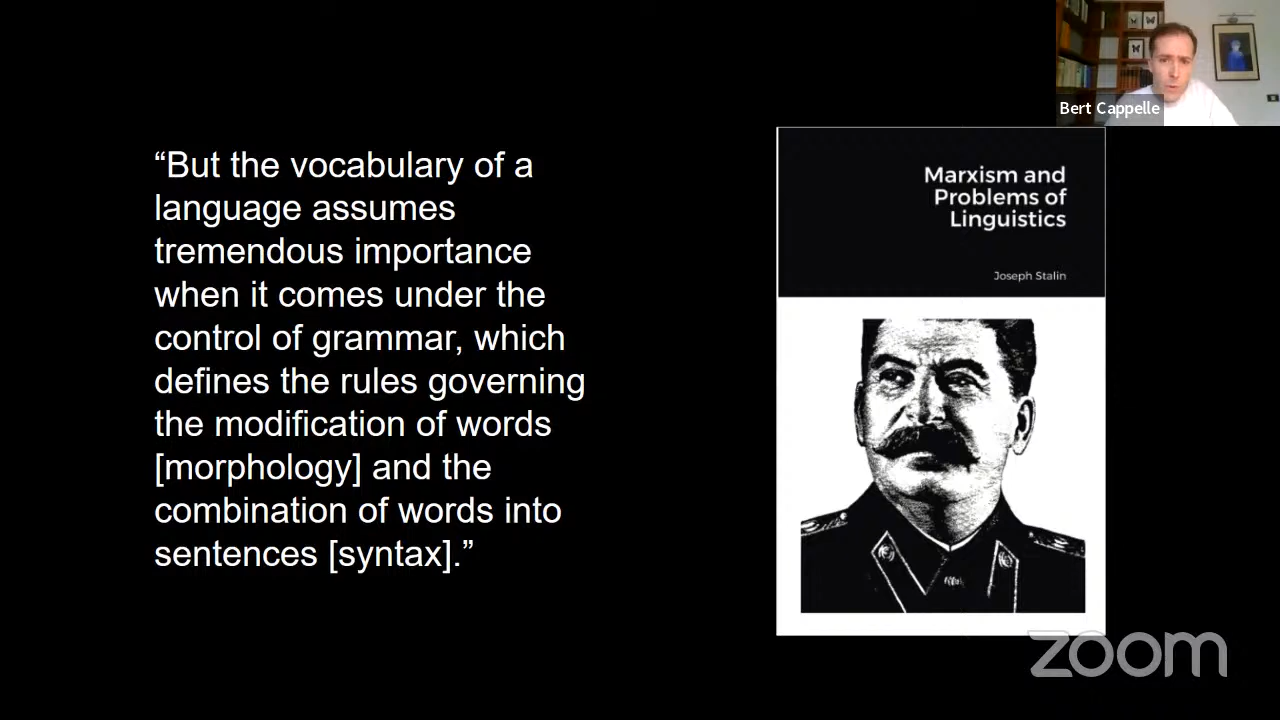 Bert Cappelle
“But the vocabulary of a
language assumes
tremendous importance
when it comes under the
control of grammar, which
defines the rules governing
the modification of words
[morphology] and the
combination of words into
sentences [syntax].”
Marxism and
Problems of
Linguistics
Joseph Stalin
zoom